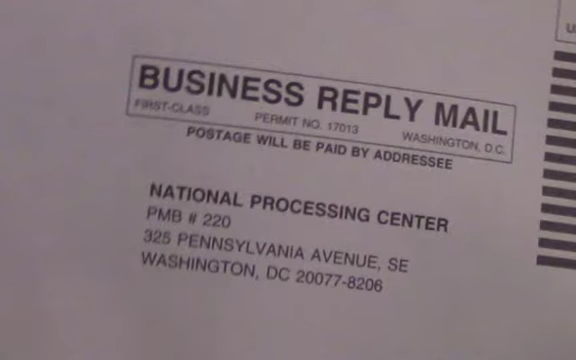 U
BUSINESS REPLY MAIL
FIRST-CLASS PERMIT NO. 17013 WASHINGTON, D.C.
POSTAGE WILL BE PAID BY ADDRESSEE
NATIONAL PROCESSING CENTER
PMB # 220
325 PENNSYLVANIA AVENUE, SE
WASHINGTON, DC 20077-8206